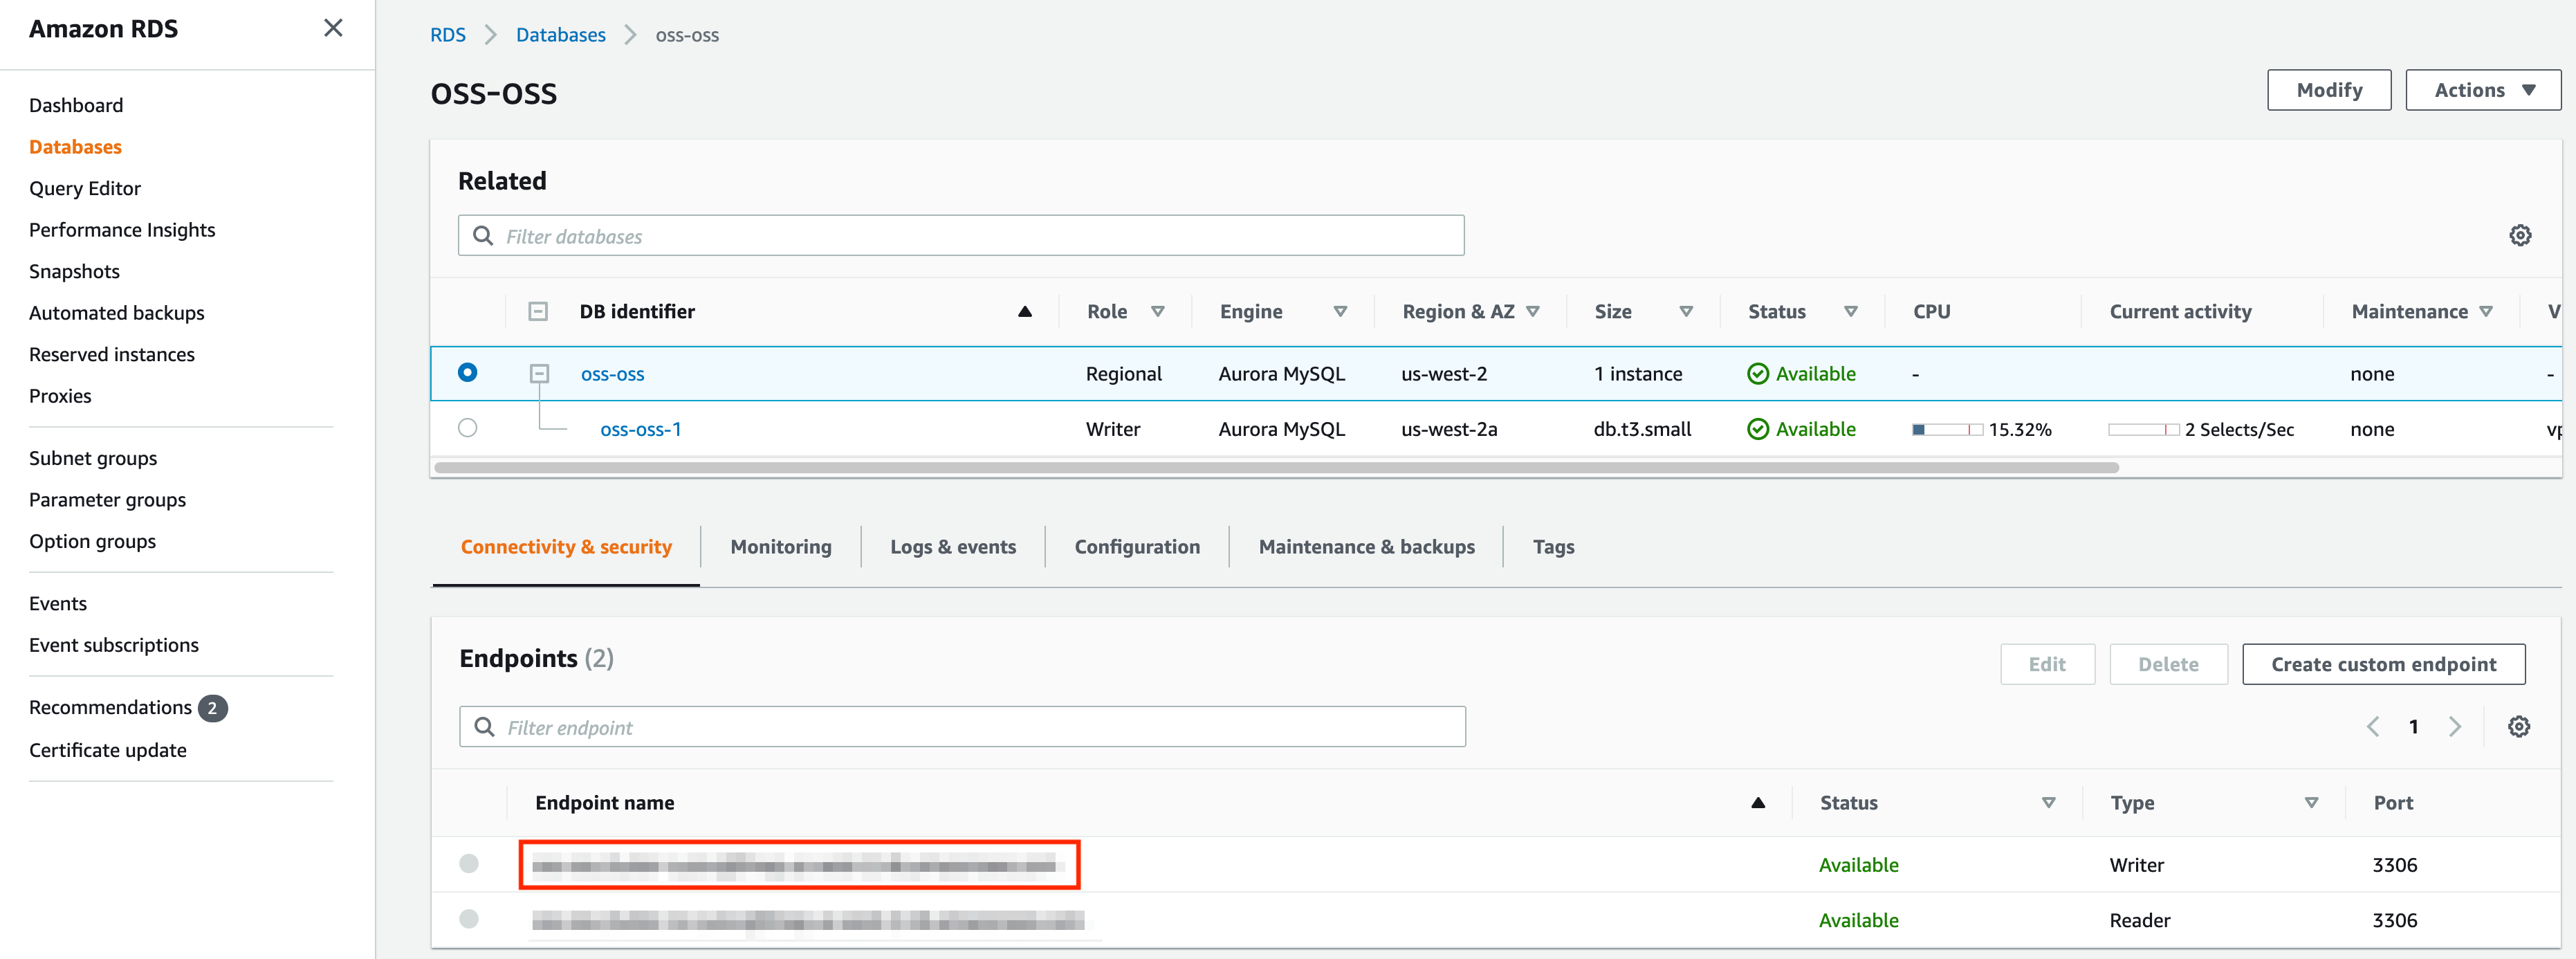 Amazon RDS
Dashboard
Databases
Query Editor
Performance Insights
Snapshots
Automated backups
Reserved instances
Proxies
Subnet groups
Parameter groups
Option groups
Events
Event subscriptions
Recommendations 2
Certificate update
RDS > Databases > oss-oss
oss-oss
Modify Actions
Related
Filter databases
DB identifier Role Engine Region & AZ Size Status CPU Current activity Maintenance V
oss-oss Regional Aurora MySQL us-west-2 1 instance Available - none -
oss-oss-1 Writer Aurora MySQL us-west-2a db.t3.small Available 15.32% 2 Selects/Sec none vp
Connectivity & security Monitoring Logs & events Configuration Maintenance & backups Tags
Endpoints (2) Edit Delete Create custom endpoint
Filter endpoint 1
Endpoint name Status Type Port
Available Writer 3306
Available Reader 3306